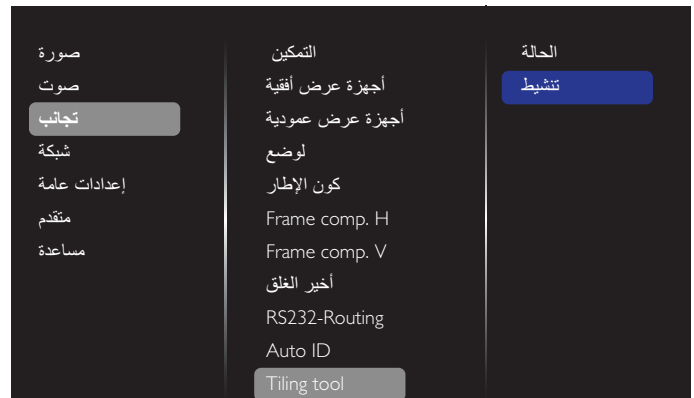 صورة
صوت
تجانب
شبكة
إعدادات عامة
متقدم
مساعدة
التمكين
أجهزة عرض أفقية
أجهزة عرض عمودية
لوضع
كون الإطار
Frame comp. H
Frame comp. V
أخير الغلق
RS232-Routing
Auto ID
Tiling tool
الحالة
تنشيط